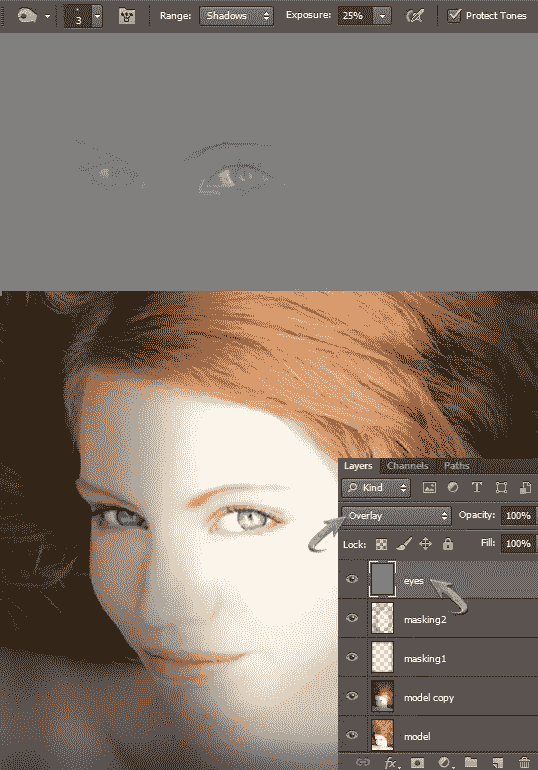 3 Range: Shadows Exposure: 25% Protect Tones
Layers Channels Paths
Kind T
Overlay Opacity: 100%
Lock: Fill: 100%
eyes
masking2
masking1
model copy
model
fx